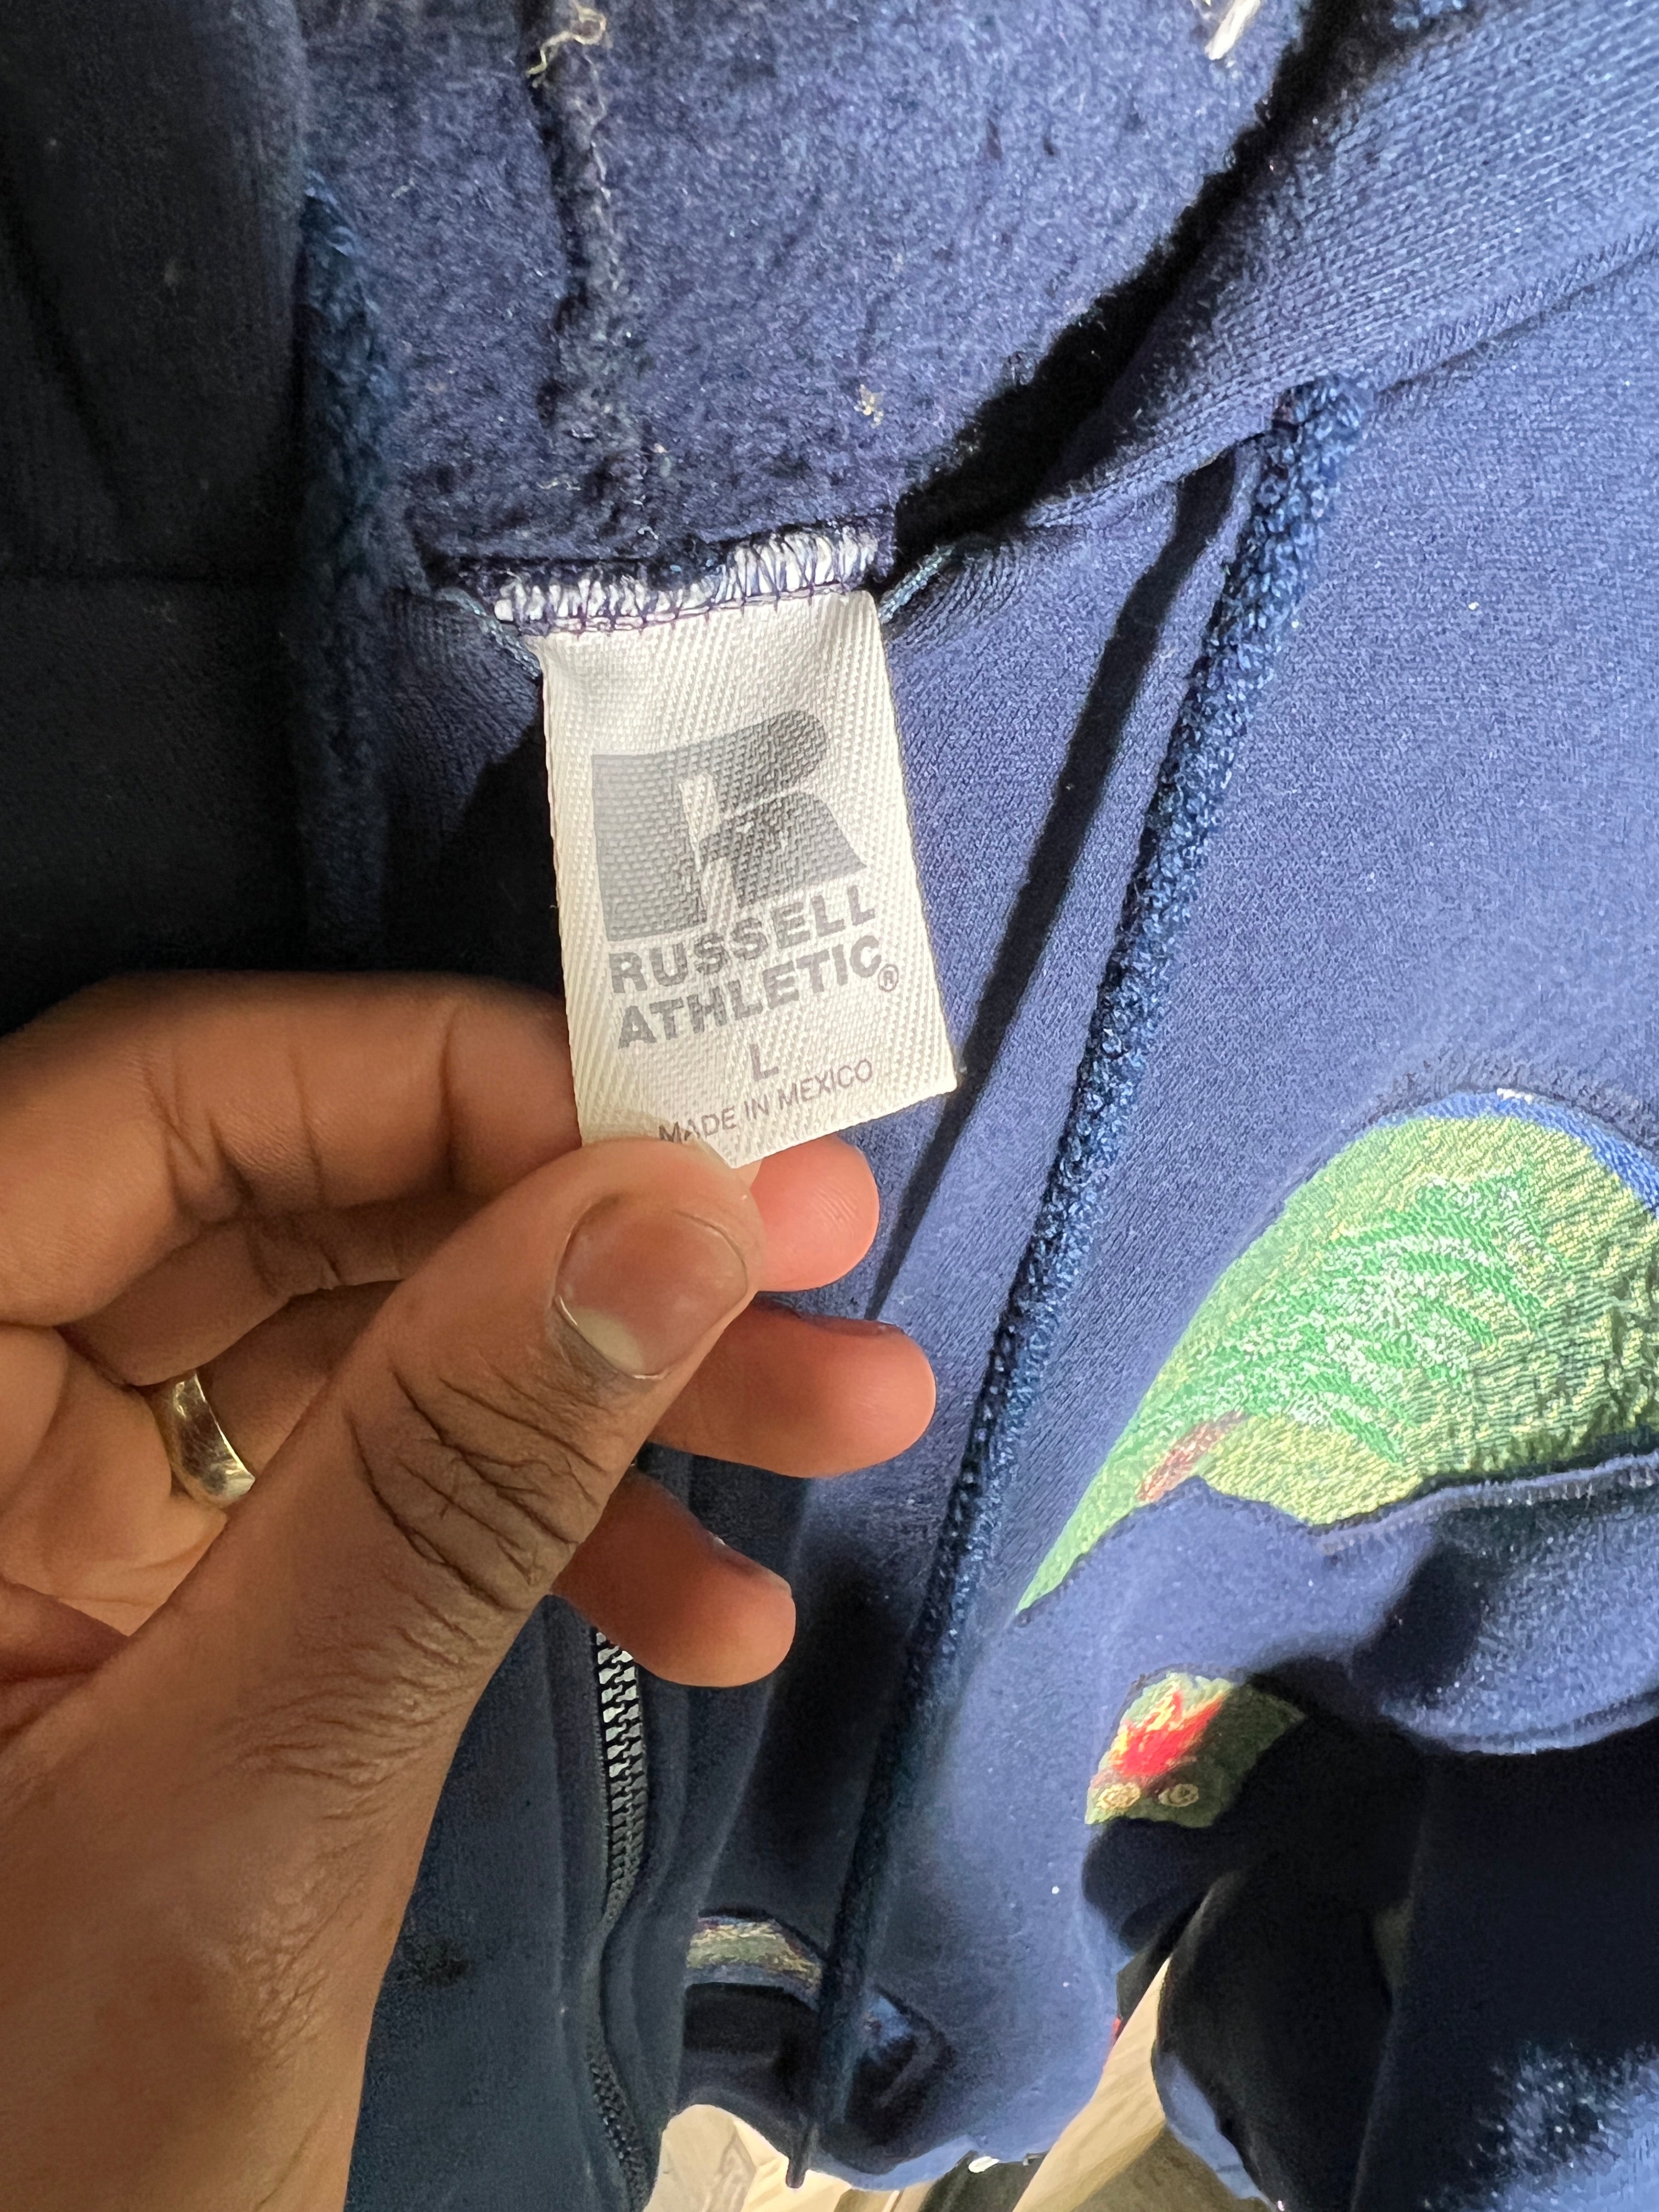 R
RUSSELL
ATHLETIC®
L
MADE IN MEXICO